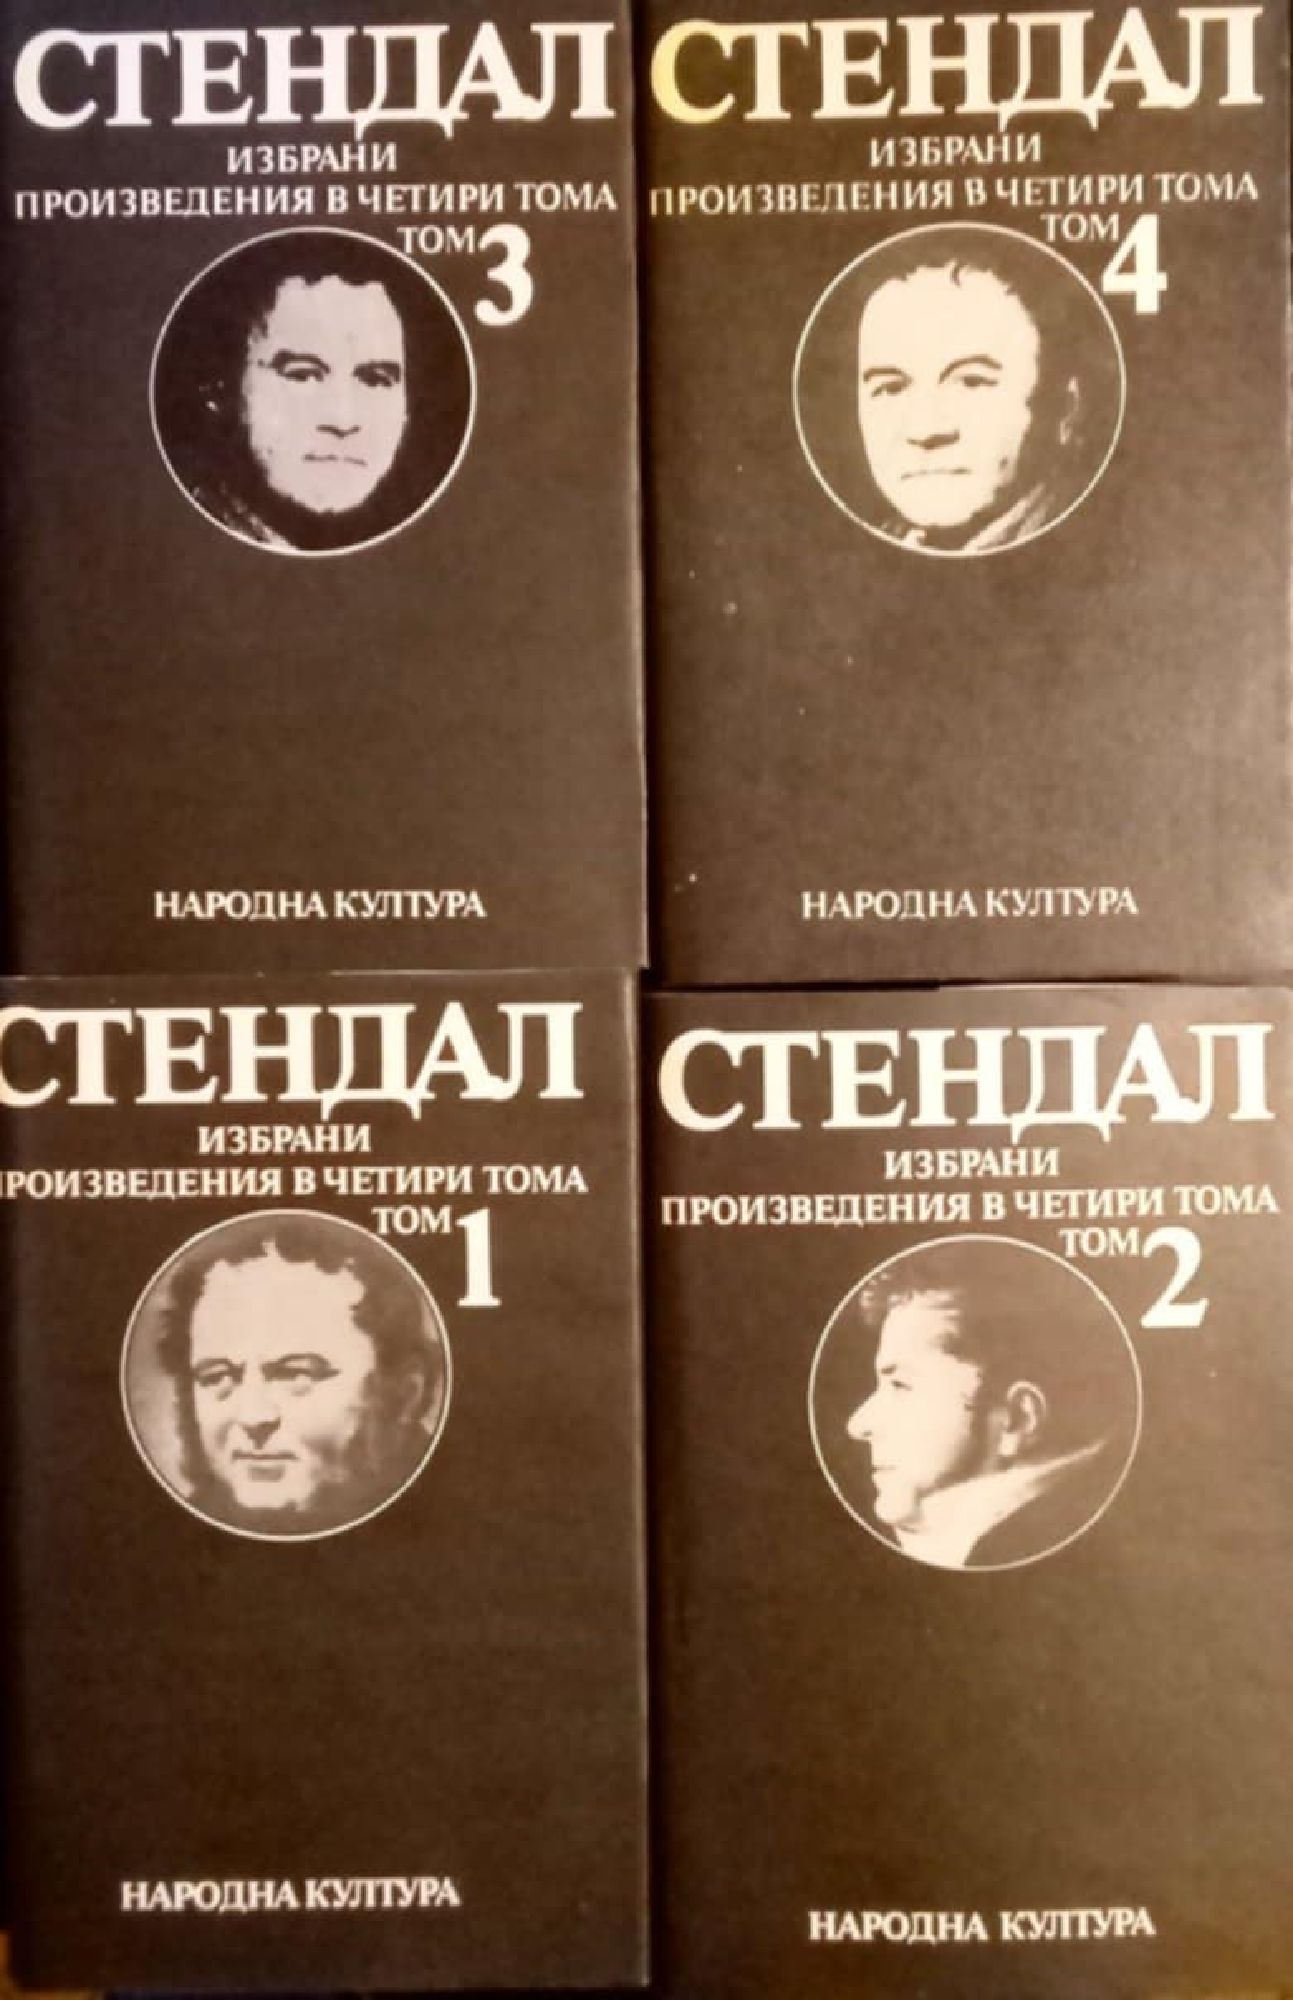 СТЕНДАЛ
ИЗБРАНИ
ПРОИЗВЕДЕНИЯ В ЧЕТИРИ ТОМА
ТОМ 3
НАРОДНА КУЛТУРА
СТЕНДАЛ
ИЗБРАНИ
ПРОИЗВЕДЕНИЯ В ЧЕТИРИ ТОМА
ТОМ 4
НАРОДНА КУЛТУРА
СТЕНДАЛ
ИЗБРАНИ
ПРОИЗВЕДЕНИЯ В ЧЕТИРИ ТОМА
ТОМ 1
НАРОДНА КУЛТУРА
СТЕНДАЛ
ИЗБРАНИ
ПРОИЗВЕДЕНИЯ В ЧЕТИРИ ТОМА
ТОМ 2
НАРОДНА КУЛТУРА